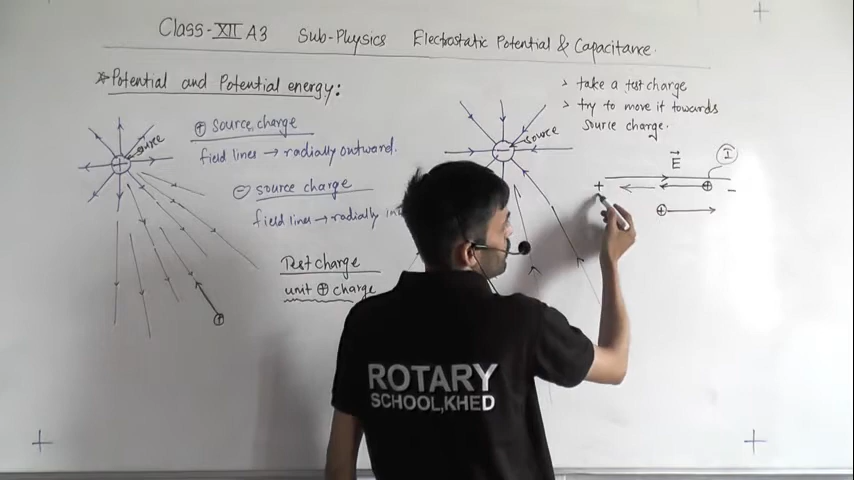 Class-XII A3 Sub-Physics Electrostatic Potential & Capacitance.
* Potential and Potential energy:
source
⊕ source charge
field lines → radially outward.
⊖ source charge
field lines → radially
Test charge
unit ⊕ charge
source
> take a test charge
> try to move it towards
source charge.
E
I
+
-
ROTARY
SCHOOL,KHED